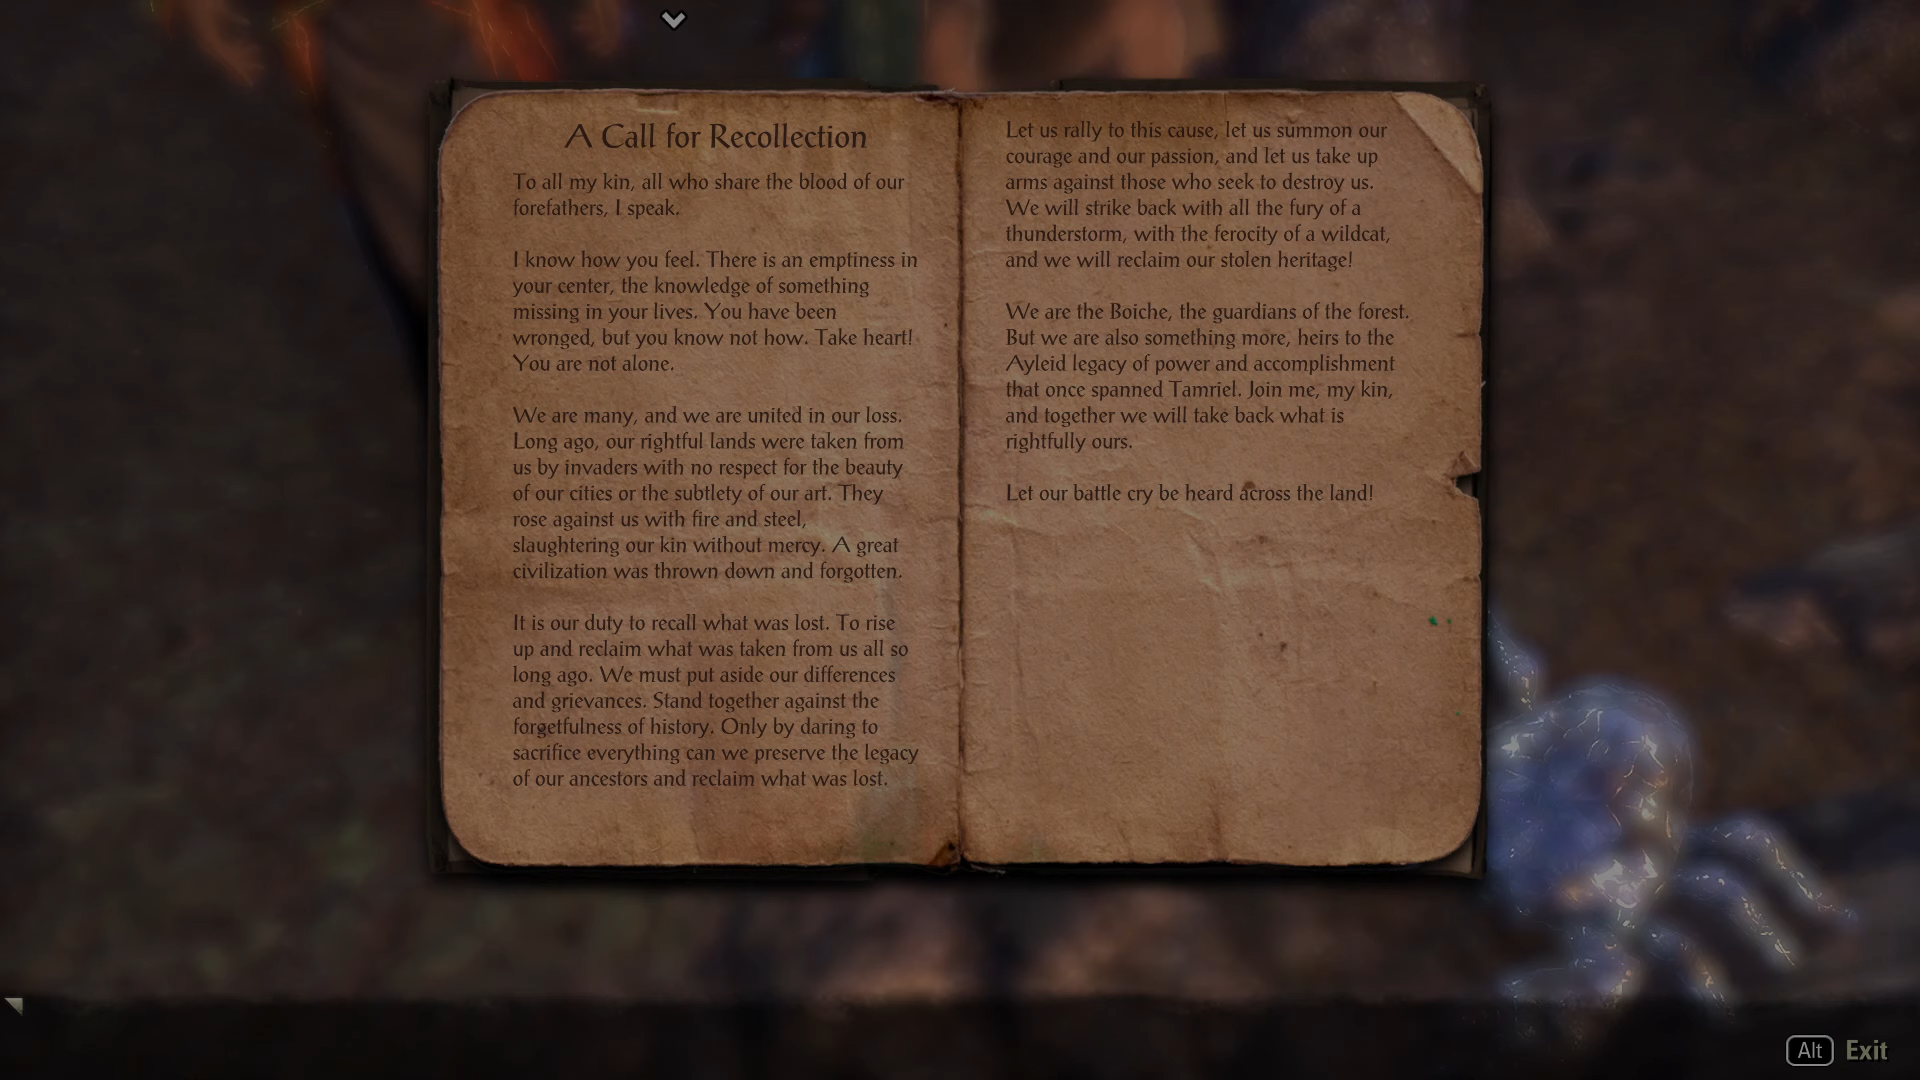 A Call for Recollection
To all my kin, all who share the blood of our
forefathers, I speak.
I know how you feel. There is an emptiness in
your center, the knowledge of something
missing in your lives. You have been
wronged, but you know not how. Take heart!
You are not alone.
We are many, and we are united in our loss.
Long ago, our rightful lands were taken from
us by invaders with no respect for the beauty
of our cities or the subtlety of our art. They
rose against us with fire and steel,
slaughtering our kin without mercy. A great
civilization was thrown down and forgotten.
It is our duty to recall what was lost. To rise
up and reclaim what was taken from us all so
long ago. We must put aside our differences
and grievances. Stand together against the
forgetfulness of history. Only by daring to
sacrifice everything can we preserve the legacy
of our ancestors and reclaim what was lost.
Let us rally to this cause, let us summon our
courage and our passion, and let us take up
arms against those who seek to destroy us.
We will strike back with all the fury of a
thunderstorm, with the ferocity of a wildcat,
and we will reclaim our stolen heritage!
We are the Boiche, the guardians of the forest.
But we are also something more, heirs to the
Ayleid legacy of power and accomplishment
that once spanned Tamriel. Join me, my kin,
and together we will take back what is
rightfully ours.
Let our battle cry be heard across the land!
Alt Exit